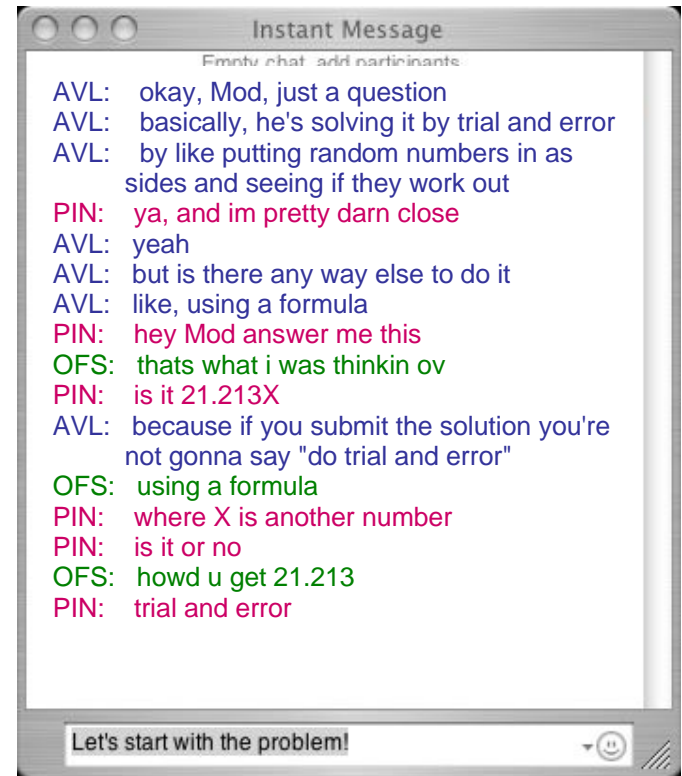 Instant Message
Empty chat, add participants
AVL: okay, Mod, just a question
AVL: basically, he's solving it by trial and error
AVL: by like putting random numbers in as
sides and seeing if they work out
PIN: ya, and im pretty darn close
AVL: yeah
AVL: but is there any way else to do it
AVL: like, using a formula
PIN: hey Mod answer me this
OFS: thats what i was thinkin ov
PIN: is it 21.213X
AVL: because if you submit the solution you're
not gonna say "do trial and error"
OFS: using a formula
PIN: where X is another number
PIN: is it or no
OFS: howd u get 21.213
PIN: trial and error
Let's start with the problem!